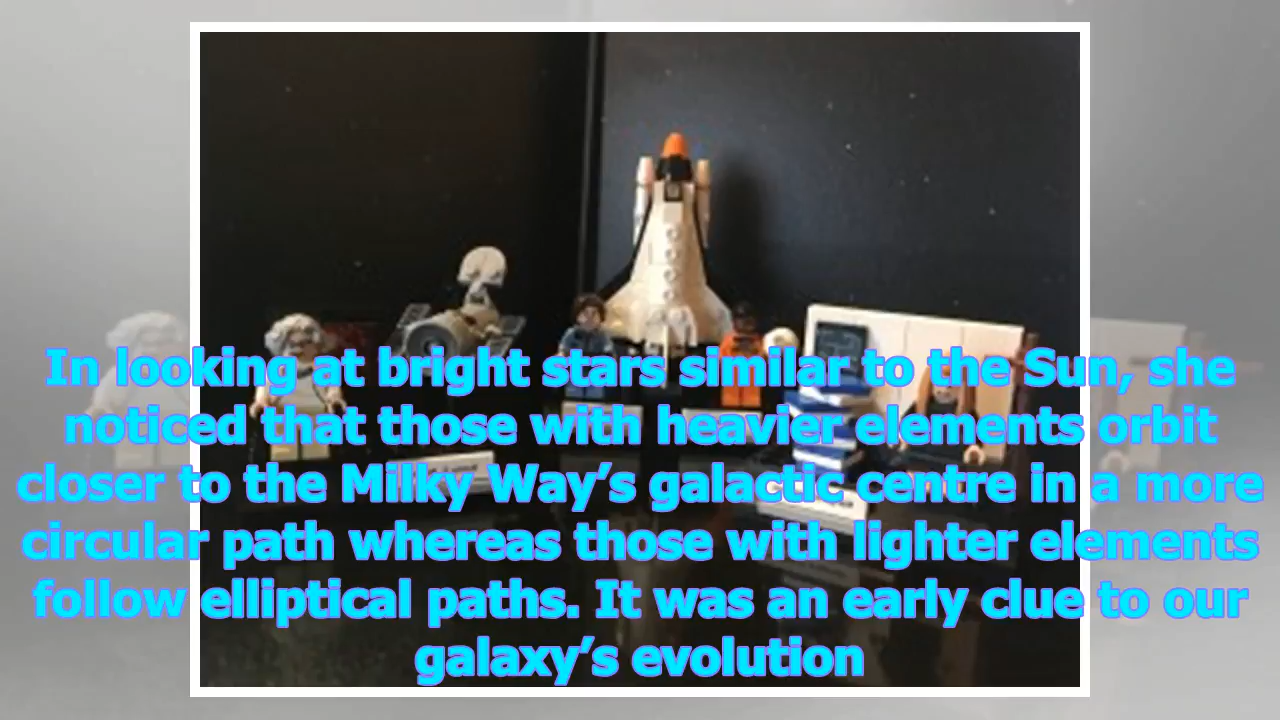 In looking at bright stars similar to the Sun, she
noticed that those with heavier elements orbit
closer to the Milky Way’s galactic centre in a more
circular path whereas those with lighter elements
follow elliptical paths. It was an early clue to our
galaxy’s evolution